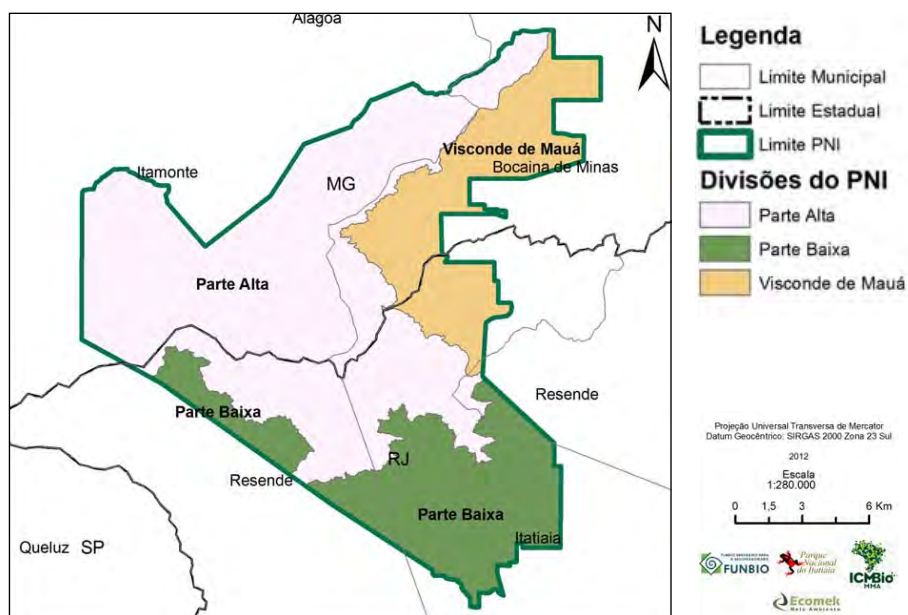 Alagoa
N
Visconde de Mauá
Bocaina de Minas
Itamonte
MG
Parte Alta
Parte Baixa
Resende
RJ
Resende
Parte Baixa
Itatiaia
Queluz SP
Legenda
Limite Municipal
Limite Estadual
Limite PNI
Divisões do PNI
Parte Alta
Parte Baixa
Visconde de Mauá
Projeção Universal Transversa de Mercator
Datum Geocêntrico: SIRGAS 2000 Zona 23 Sul
2012
Escala
1:280.000
0 1,5 3 6 Km
FUNBIO
Parque
Nacional
do Itatiaia
ICMBio
MMA
Ecomek
Meio Ambiente